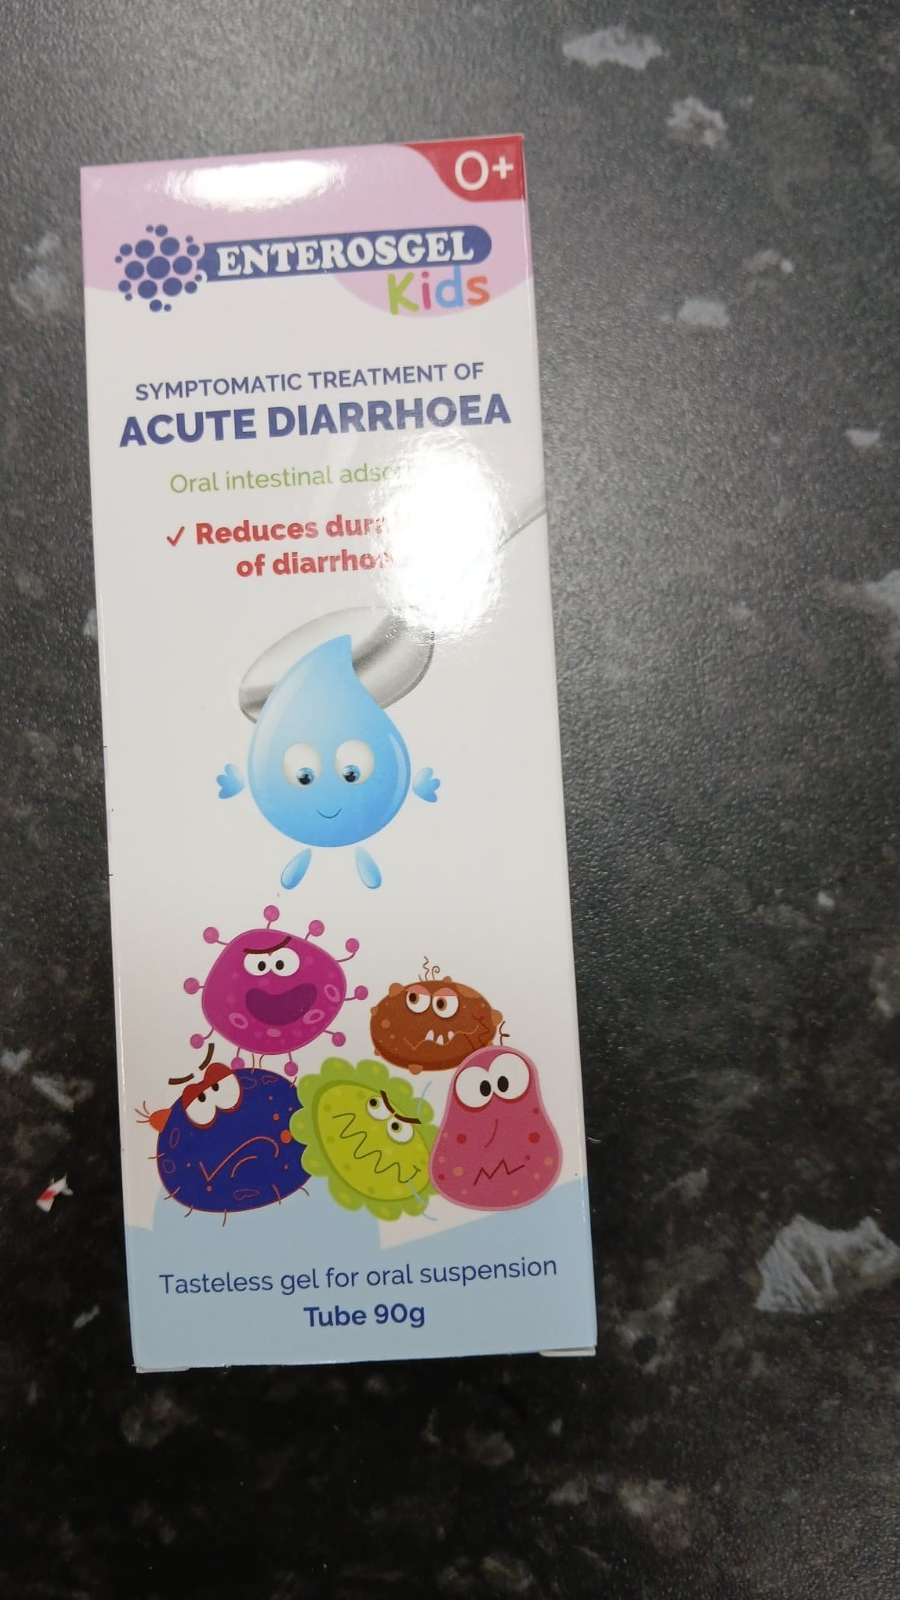 0+
ENTEROSGEL
Kids
SYMPTOMATIC TREATMENT OF
ACUTE DIARRHOEA
Oral intestinal
Reduces
of
Tasteless gel for oral suspension
Tube 90g